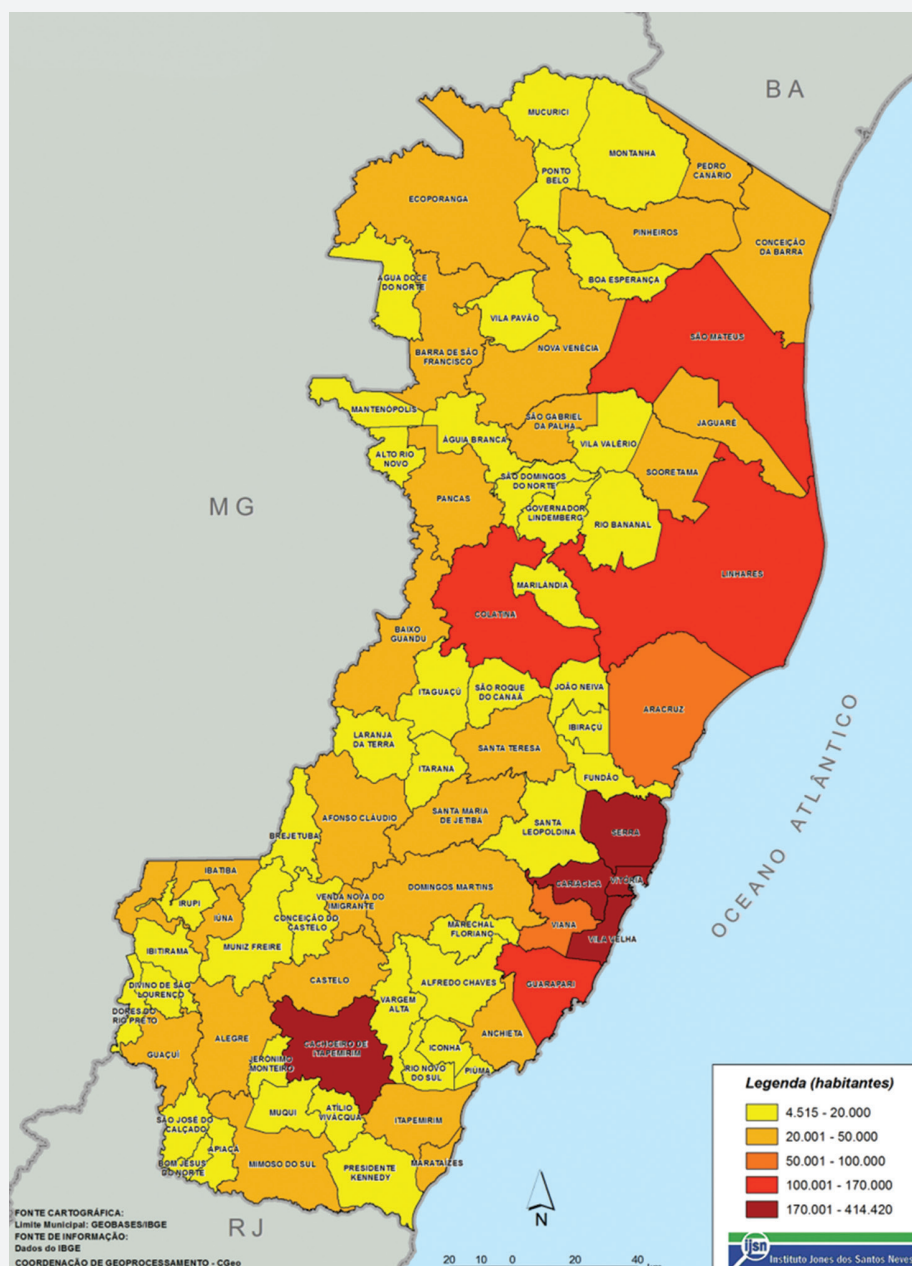 BA
MUCURICI
MONTANHA
PEDRO
CANÁRIO
PONTO
BELO
ECOPORANGA
PINHEIROS
CONCEIÇÃO
DA BARRA
ÁGUA DOCE
DO NORTE
BOA ESPERANÇA
VILA PAVÃO
SÃO MATEUS
BARRA DE SÃO
FRANCISCO
NOVA VENÉCIA
MANTENÓPOLIS
SÃO GABRIEL
DA PALHA
JAGUARÉ
ÁGUIA BRANCA
VILA VALÉRIO
ALTO RIO
NOVO
SOORETAMA
SÃO DOMINGOS
DO NORTE
PANCAS
MG
GOVERNADOR
LINDEMBERG
RIO BANANAL
LINHARES
MARILÂNDIA
COLATINA
BAIXO
GUANDU
ITAGUAÇÚ
SÃO ROQUE
DO CANAÃ
JOÃO NEIVA
ARACRUZ
IBIRAÇÚ
LARANJA
DA TERRA
SANTA TERESA
ITARANA
FUNDÃO
OCEANO ATLÂNTICO
AFONSO CLÁUDIO
SANTA MARIA
DE JETIBÁ
SANTA
LEOPOLDINA
SERRA
BREJETUBA
IBATIBA
CARIACICA
VITÓRIA
DOMINGOS MARTINS
VENDA NOVA DO
IMIGRANTE
IRUPI
IÚNA
CONCEIÇÃO DO
CASTELO
MARECHAL
FLORIANO
VIANA
VILA VELHA
IBITIRAMA
MUNIZ FREIRE
CASTELO
ALFREDO CHAVES
GUARAPARI
DIVINO DE SÃO
LOURENÇO
VARGEM
ALTA
DORES DO
RIO PRETO
ANCHIETA
ALEGRE
CACHOEIRO DE
ITAPEMIRIM
ICONHA
GUAÇUÍ
JERÔNIMO
MONTEIRO
RIO NOVO
DO SUL
PIÚMA
MUQUI
ATÍLIO
VIVÁCQUA
ITAPEMIRIM
SÃO JOSÉ DO
CALÇADO
APIACÁ
BOM JESUS
DO NORTE
MIMOSO DO SUL
PRESIDENTE
KENNEDY
MARATAÍZES
RJ
Legenda (habitantes)
4.515 - 20.000
20.001 - 50.000
50.001 - 100.000
100.001 - 170.000
170.001 - 414.420
N
20 10 0 20 40
FONTE CARTOGRÁFICA:
Limite Municipal: GEOBASES/IBGE
FONTE DE INFORMAÇÃO:
Dados do IBGE
COORDENAÇÃO DE GEOPROCESSAMENTO - CGeo
ijsn
Instituto Jones dos Santos Neves